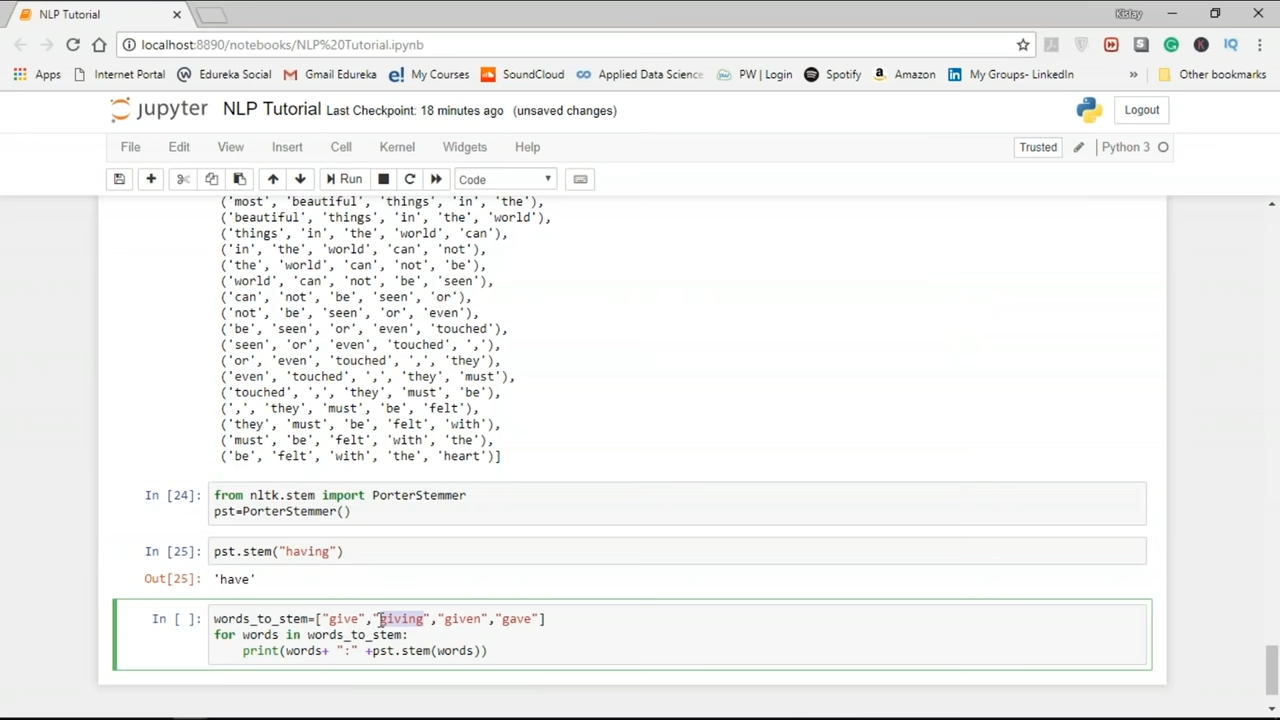 NLP Tutorial
Kislay
localhost:8890/notebooks/NLP%20Tutorial.ipynb
Apps Internet Portal Edureka Social Gmail Edureka My Courses SoundCloud Applied Data Science PW | Login Spotify Amazon My Groups- LinkedIn » Other bookmarks
jupyter NLP Tutorial Last Checkpoint: 18 minutes ago (unsaved changes) Logout
File Edit View Insert Cell Kernel Widgets Help Trusted Python 3
Run Code
('most', 'beautiful', 'things', 'in', 'the'),
('beautiful', 'things', 'in', 'the', 'world'),
('things', 'in', 'the', 'world', 'can'),
('in', 'the', 'world', 'can', 'not'),
('the', 'world', 'can', 'not', 'be'),
('world', 'can', 'not', 'be', 'seen'),
('can', 'not', 'be', 'seen', 'or'),
('not', 'be', 'seen', 'or', 'even'),
('be', 'seen', 'or', 'even', 'touched'),
('seen', 'or', 'even', 'touched', ','),
('or', 'even', 'touched', ',', 'they'),
('even', 'touched', ',', 'they', 'must'),
('touched', ',', 'they', 'must', 'be'),
(',', 'they', 'must', 'be', 'felt'),
('they', 'must', 'be', 'felt', 'with'),
('must', 'be', 'felt', 'with', 'the'),
('be', 'felt', 'with', 'the', 'heart')]
In [24]: from nltk.stem import PorterStemmer
pst=PorterStemmer()
In [25]: pst.stem("having")
Out[25]: 'have'
In [ ]: words_to_stem=["give","giving","given","gave"]
for words in words_to_stem:
print(words+ ":" +pst.stem(words))